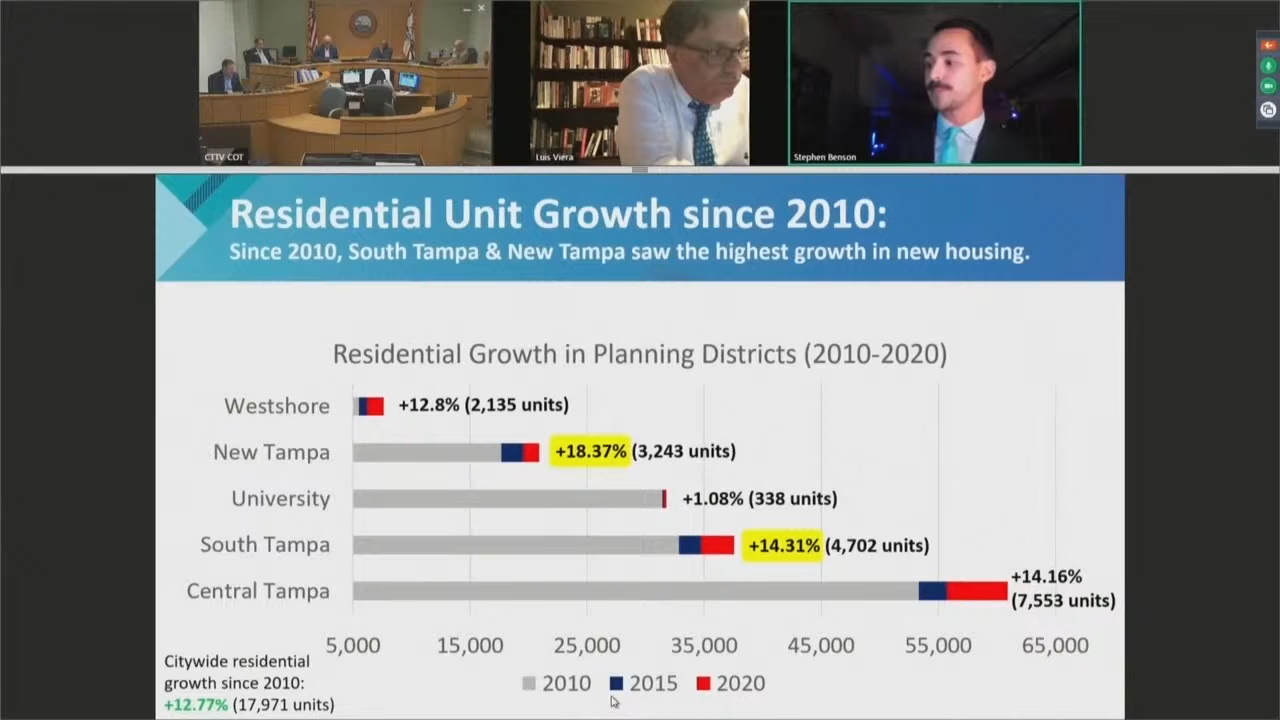 CTTV COT
Luis Viera
Stephen Benson
Residential Unit Growth since 2010:
Since 2010, South Tampa & New Tampa saw the highest growth in new housing.
Residential Growth in Planning Districts (2010-2020)
Westshore
+12.8% (2,135 units)
New Tampa
+18.37% (3,243 units)
University
+1.08% (338 units)
South Tampa
+14.31% (4,702 units)
Central Tampa
+14.16%
(7,553 units)
5,000 15,000 25,000 35,000 45,000 55,000 65,000
Citywide residential
growth since 2010:
+12.77% (17,971 units)
2010 2015 2020